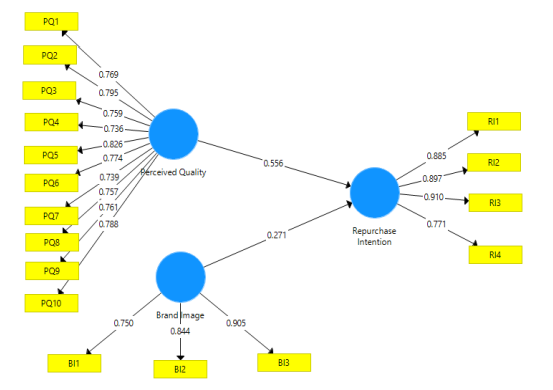 PQ1
PQ2
PQ3
PQ4
PQ5
PQ6
PQ7
PQ8
PQ9
PQ10
0.769
0.795
0.759
0.736
0.826
0.774
0.739
0.757
0.761
0.788
Perceived Quality
0.556
0.271
Repurchase
Intention
0.885
0.897
0.910
0.771
RI1
RI2
RI3
RI4
Brand Image
0.750
0.844
0.905
BI1
BI2
BI3